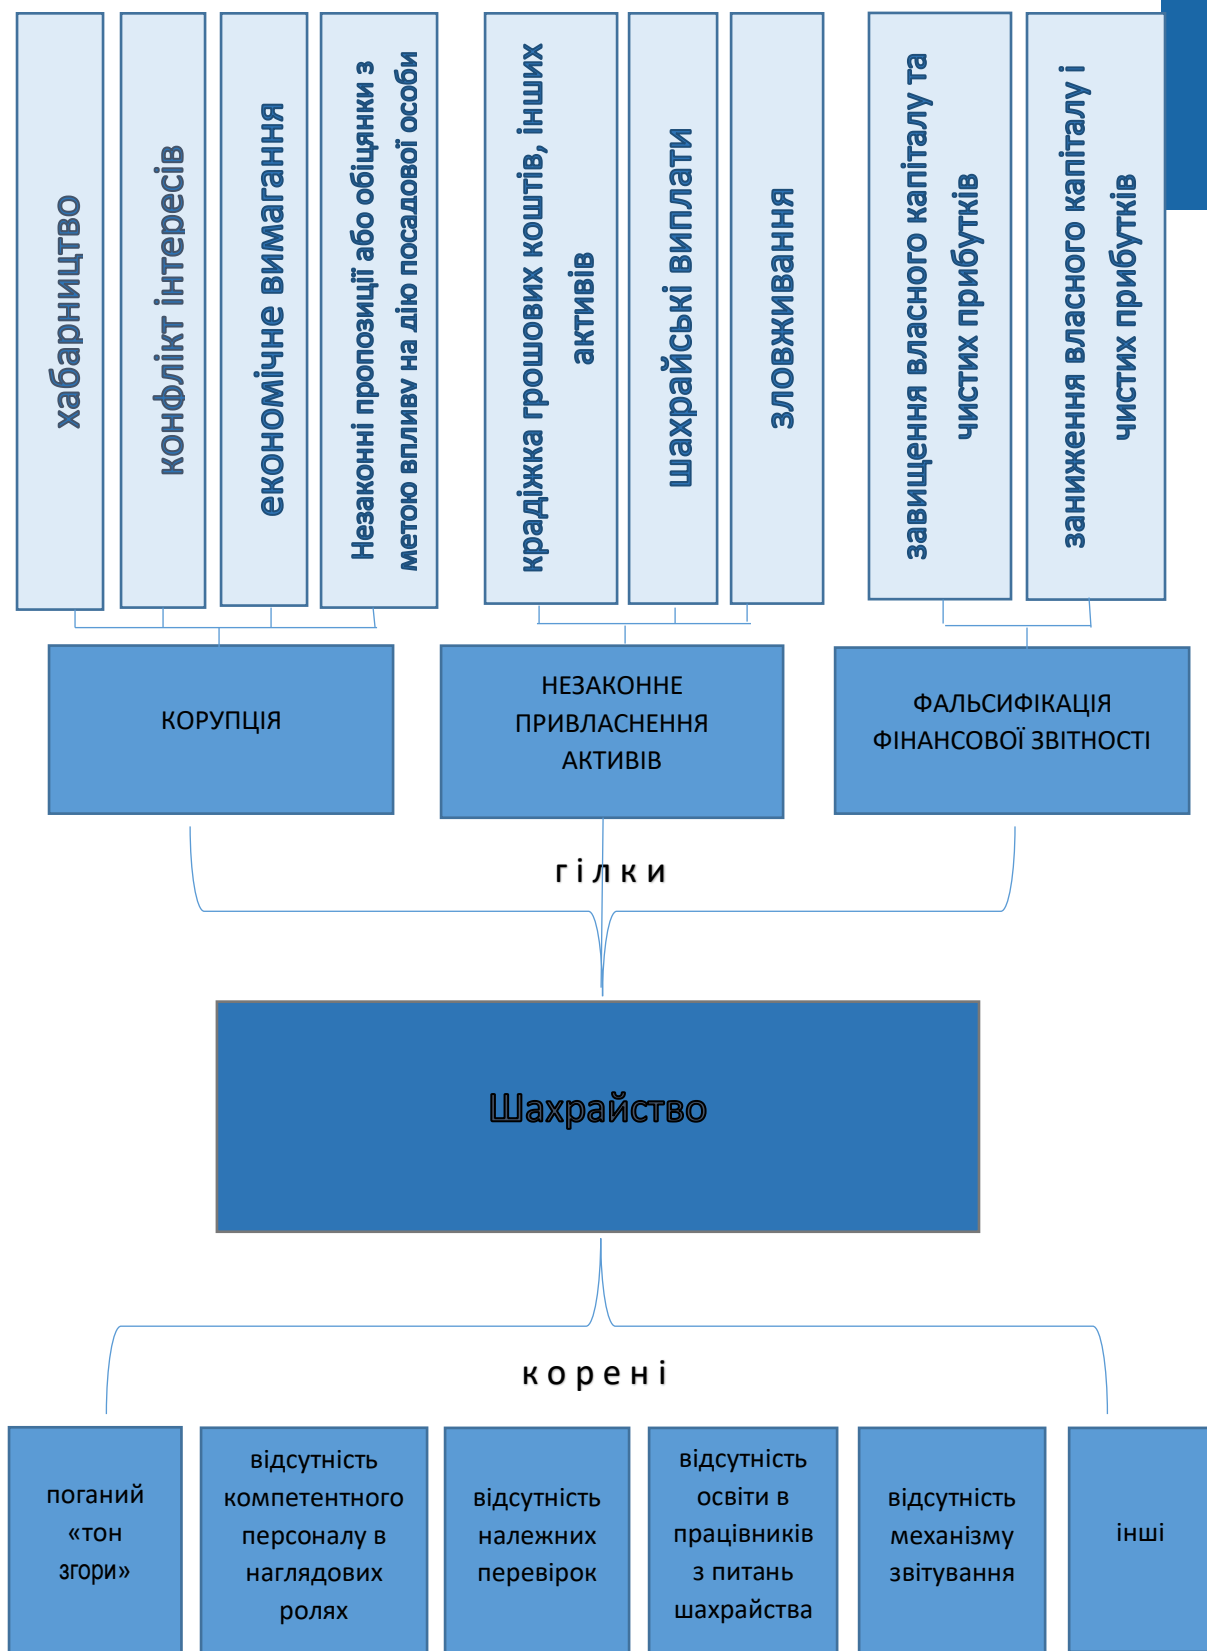 хабарництво
конфлікт інтересів
економічне вимагання
Незаконні пропозиції або обіцянки з
метою впливу на дію посадової особи
крадіжка грошових коштів, інших
активів
шахрайські виплати
зловживання
завищення власного капіталу та
чистих прибутків
заниження власного капіталу і
чистих прибутків
КОРУПЦІЯ
НЕЗАКОННЕ
ПРИВЛАСНЕННЯ
АКТИВІВ
ФАЛЬСИФІКАЦІЯ
ФІНАНСОВОЇ ЗВІТНОСТІ
гілки
Шахрайство
корені
поганий
«тон
згори»
відсутність
компетентного
персоналу в
наглядових
ролях
відсутність
належних
перевірок
відсутність
освіти в
працівників
з питань
шахрайства
відсутність
механізму
звітування
інші